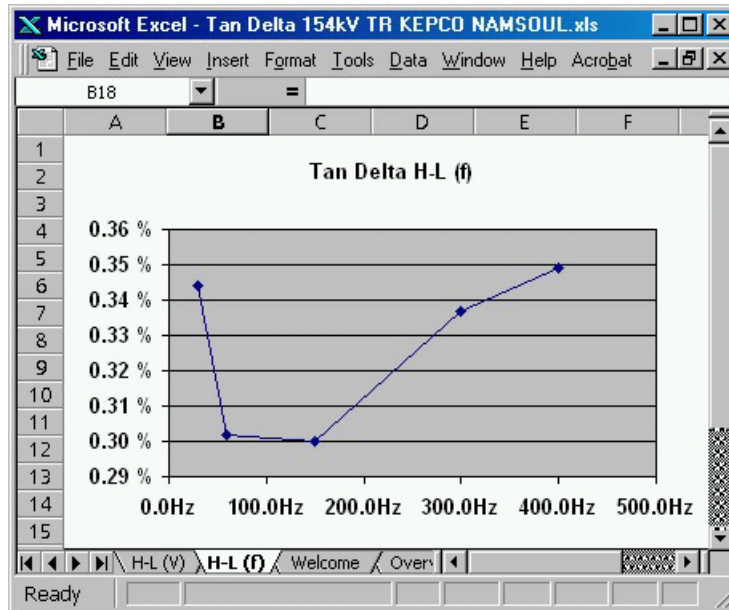 Microsoft Excel - Tan Delta 154kV TR KEPCO NAMSOUL.xls
File Edit View Insert Format Tools Data Window Help Acrobat
B18 =
A B C D E F
1
2
3
4
5
6
7
8
9
10
11
12
13
14
15
Tan Delta H-L (f)
0.36 %
0.35 %
0.34 %
0.33 %
0.32 %
0.31 %
0.30 %
0.29 %
0.0Hz 100.0Hz 200.0Hz 300.0Hz 400.0Hz 500.0Hz
H-L (V) H-L (f) Welcome
Ready